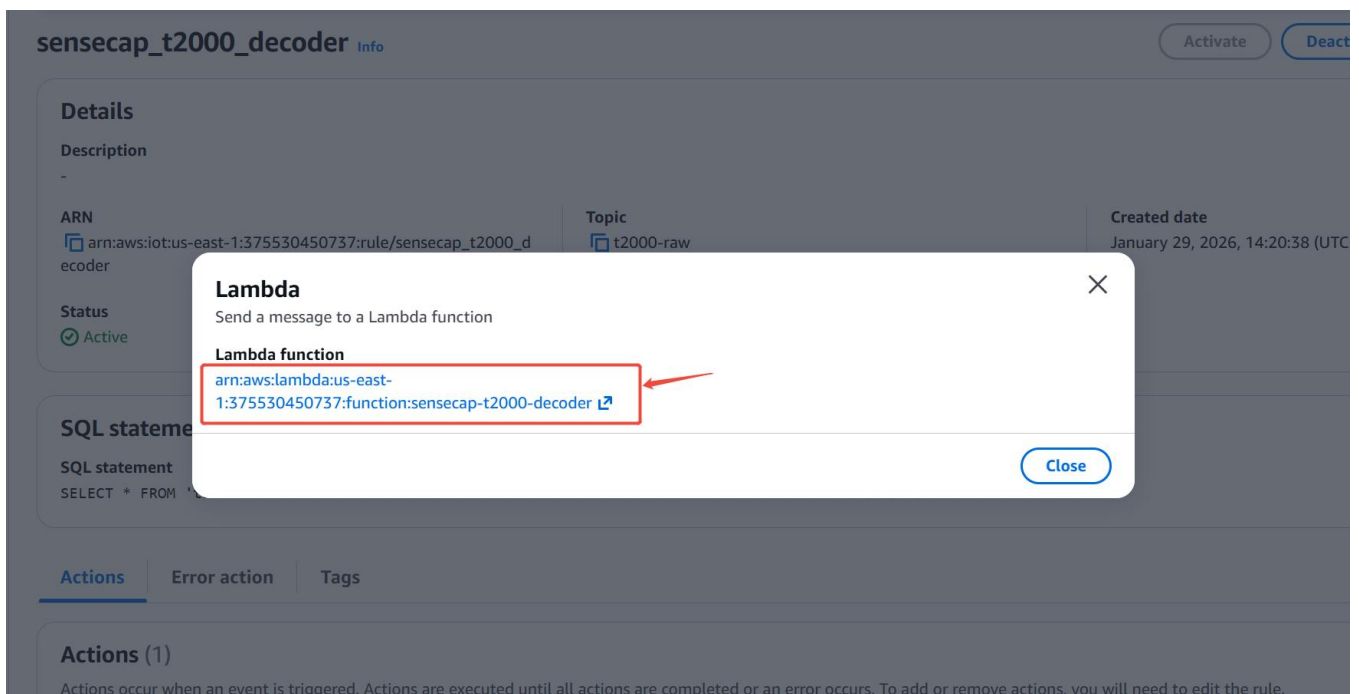 sensecap_t2000_decoder Info
Activate
Deact
Details
Description
-
ARN
arn:aws:iot:us-east-1:375530450737:rule/sensecap_t2000_d
ecoder
Topic
t2000-raw
Created date
January 29, 2026, 14:20:38 (UTC
Status
Active
Lambda
Send a message to a Lambda function
Lambda function
arn:aws:lambda:us-east-
1:375530450737:function:sensecap-t2000-decoder
Close
SQL stateme
SQL statement
SELECT * FROM '
Actions
Error action
Tags
Actions (1)
Actions occur when an event is triggered. Actions are executed until all actions are completed or an error occurs. To add or remove actions, you will need to edit the rule.